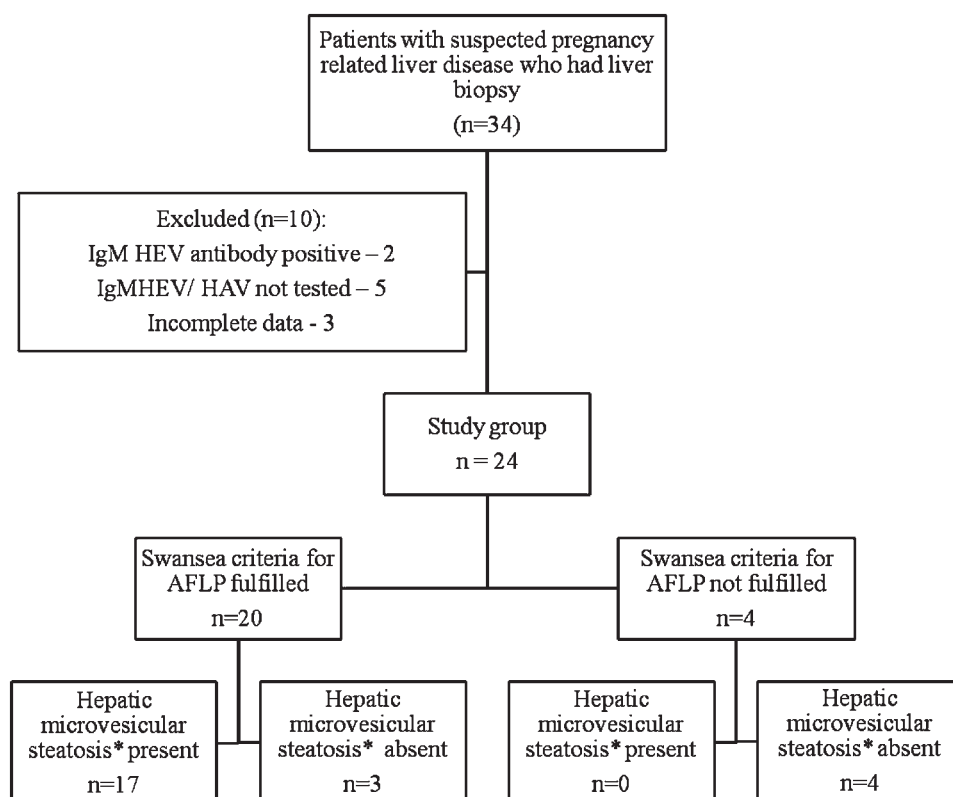 Patients with suspected pregnancy
related liver disease who had liver
biopsy
(n=34)
Excluded (n=10):
IgM HEV antibody positive – 2
IgMHEV/ HAV not tested – 5
Incomplete data - 3
Study group
n = 24
Swansea criteria for
AFLP fulfilled
n=20
Swansea criteria for
AFLP not fulfilled
n=4
Hepatic
microvesicular
steatosis* present
n=17
Hepatic
microvesicular
steatosis* absent
n=3
Hepatic
microvesicular
steatosis* present
n=0
Hepatic
microvesicular
steatosis* absent
n=4